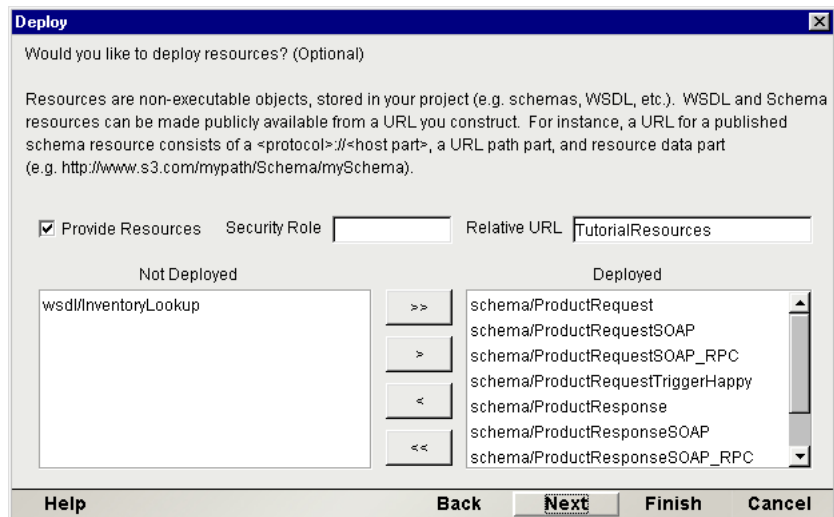 Deploy
Would you like to deploy resources? (Optional)
Resources are non-executable objects, stored in your project (e.g. schemas, WSDL, etc.). WSDL and Schema
resources can be made publicly available from a URL you construct. For instance, a URL for a published
schema resource consists of a <protocol>://<host part>, a URL path part, and resource data part
(e.g. http://www.s3.com/mypath/Schema/mySchema).
Provide Resources Security Role Relative URL TutorialResources
Not Deployed Deployed
wsdl/InventoryLookup >> schema/ProductRequest
schema/ProductRequestSOAP
> schema/ProductRequestSOAP_RPC
schema/ProductRequestTriggerHappy
< schema/ProductResponse
schema/ProductResponseSOAP
<< schema/ProductResponseSOAP_RPC
Help Back Next Finish Cancel